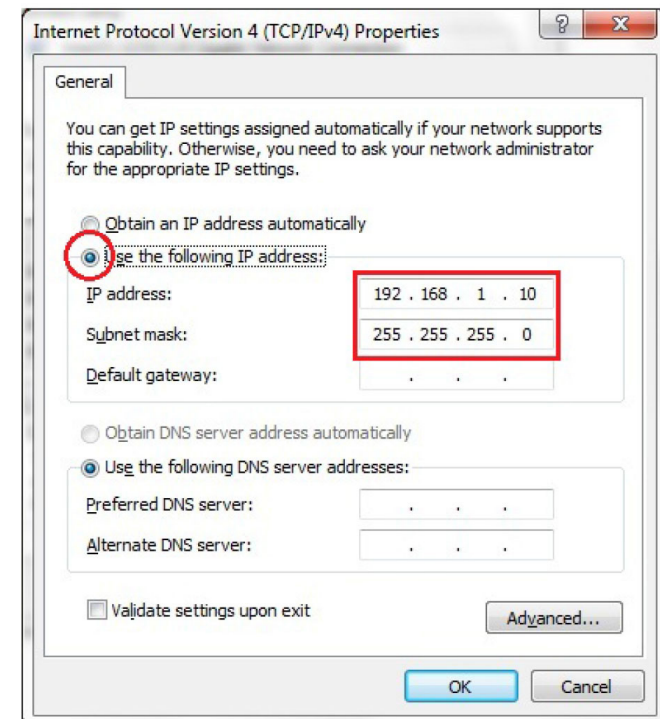 Internet Protocol Version 4 (TCP/IPv4) Properties
General
You can get IP settings assigned automatically if your network supports
this capability. Otherwise, you need to ask your network administrator
for the appropriate IP settings.
Obtain an IP address automatically
Use the following IP address:
IP address: 192 . 168 . 1 . 10
Subnet mask: 255 . 255 . 255 . 0
Default gateway: . . .
Obtain DNS server address automatically
Use the following DNS server addresses:
Preferred DNS server: . . .
Alternate DNS server: . . .
Validate settings upon exit
Advanced...
OK Cancel